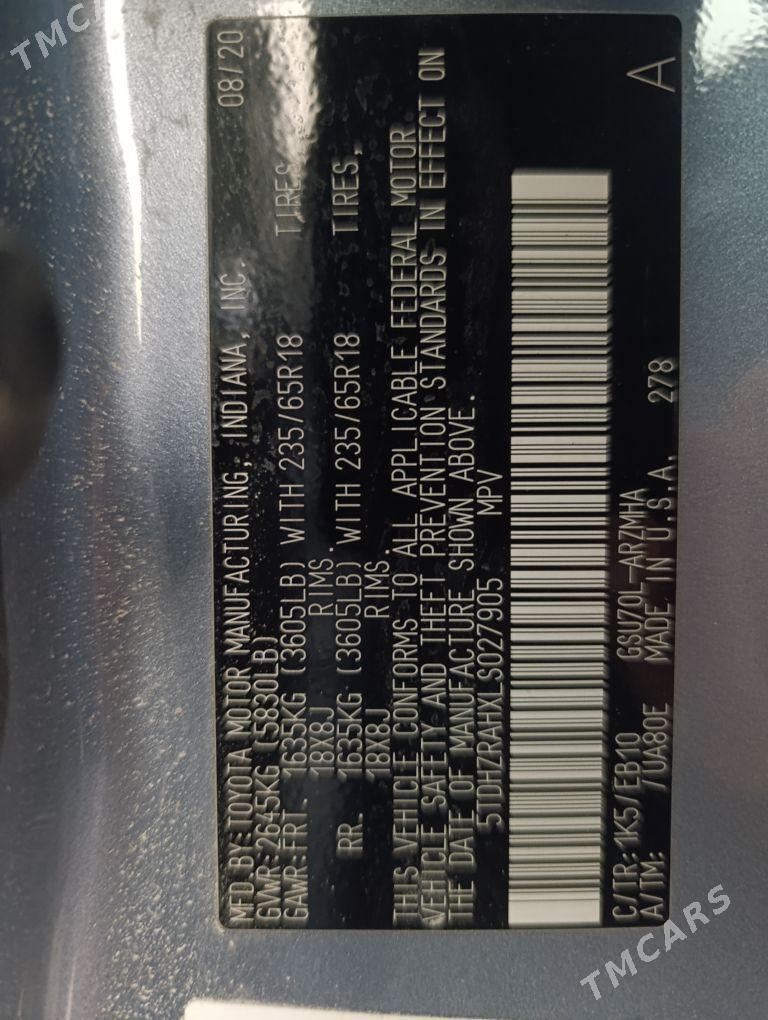 MFD BY:TOYOTA MOTOR MANUFACTURING, INDIANA, INC. 08/20
GVWR:2645KG (5830LB)
GAWR:FRT. 1635KG (3605LB) WITH 235/65R18 TIRES,
18X8J RIMS.
RR. 1635KG (3605LB) WITH 235/65R18 TIRES,
18X8J RIMS.
THIS VEHICLE CONFORMS TO ALL APPLICABLE FEDERAL MOTOR
VEHICLE SAFETY AND THEFT PREVENTION STANDARDS IN EFFECT ON
THE DATE OF MANUFACTURE SHOWN ABOVE.
5TDHZRAHXLS027905 MPV
C/TR:1K5/EB10 GSU70L-ARZMHA
A/TM: /UA80E MADE IN U.S.A. 278 A
TMCARS
TMCARS